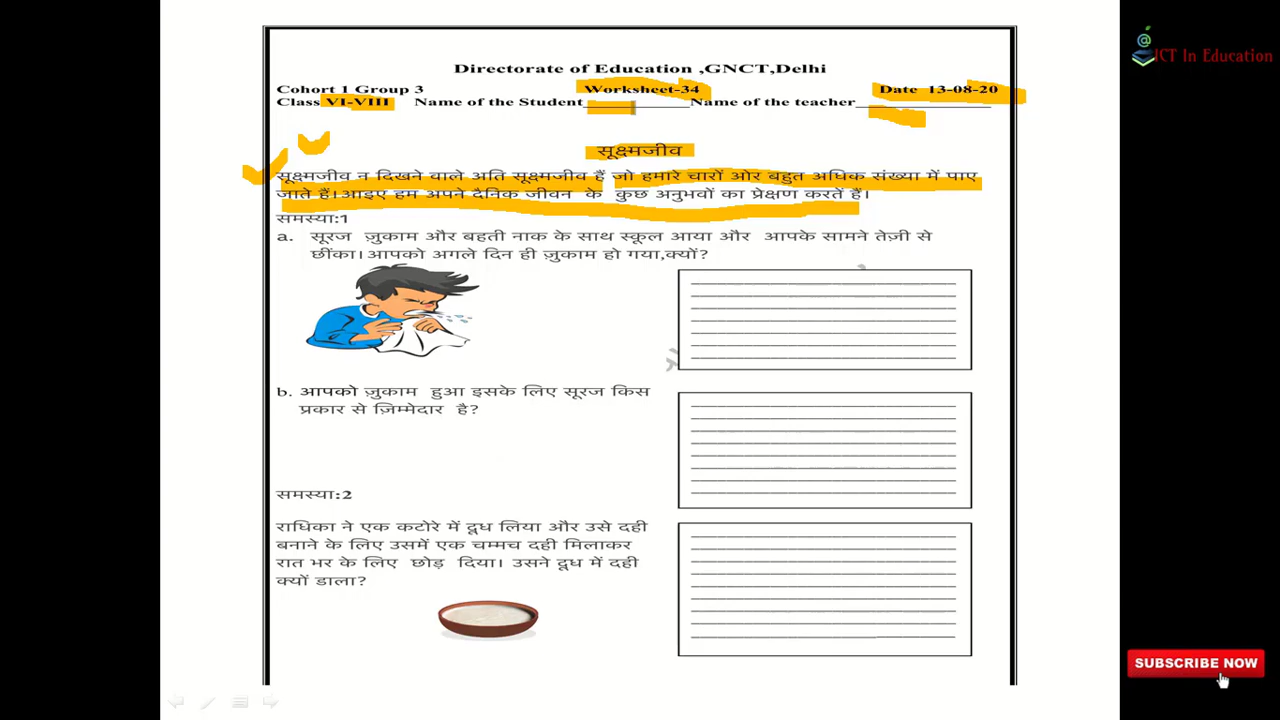 @
ICT In Education
Directorate of Education ,GNCT,Delhi
Cohort 1 Group 3 Worksheet-34 Date 13-08-20
Class VI-VIII Name of the Student__________ Name of the teacher__________
सूक्ष्मजीव
सूक्ष्मजीव न दिखने वाले अति सूक्ष्मजीव हैं जो हमारे चारों ओर बहुत अधिक संख्या में पाए
जाते हैं।आइए हम अपने दैनिक जीवन के कुछ अनुभवों का प्रेक्षण करतें हैं।
समस्या:1
a. सूरज ज़ुकाम और बहती नाक के साथ स्कूल आया और आपके सामने तेज़ी से
छींका।आपको अगले दिन ही ज़ुकाम हो गया,क्यों?
b. आपको ज़ुकाम हुआ इसके लिए सूरज किस
प्रकार से ज़िम्मेदार है?
समस्या:2
राधिका ने एक कटोरे में दूध लिया और उसे दही
बनाने के लिए उसमें एक चम्मच दही मिलाकर
रात भर के लिए छोड़ दिया। उसने दूध में दही
क्यों डाला?
SUBSCRIBE NOW